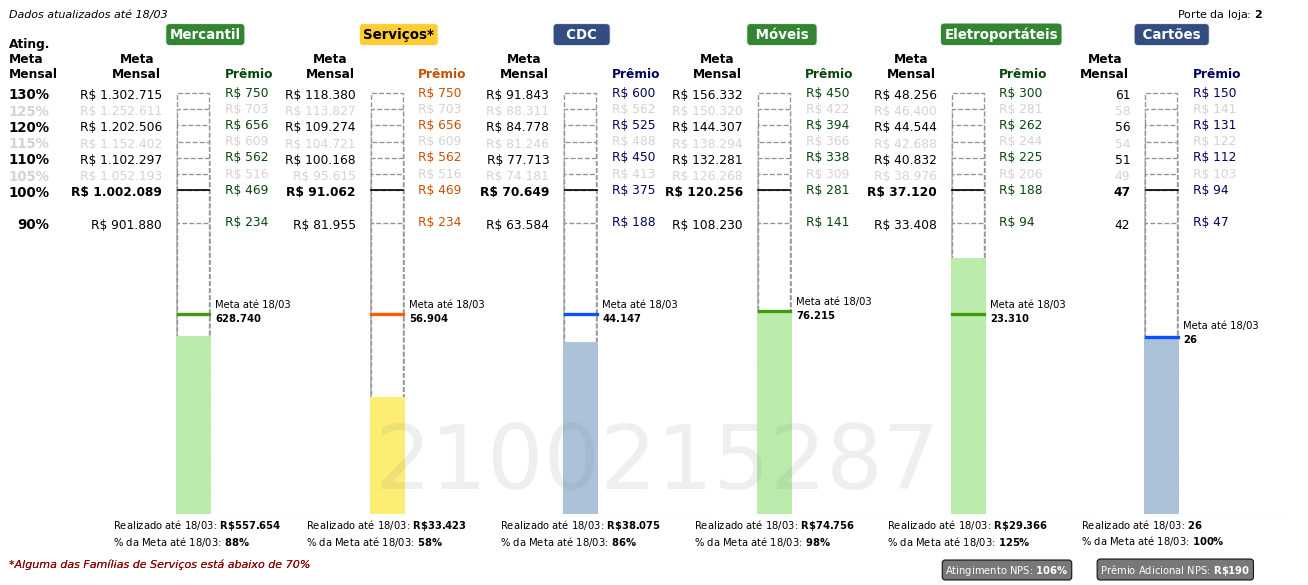 Dados atualizados até 18/03 Porte da loja: 2
Mercantil Serviços* CDC Móveis Eletroportáteis Cartões
Ating.
Meta Meta Meta Meta Meta Meta Meta
Mensal Mensal Prêmio Mensal Prêmio Mensal Prêmio Mensal Prêmio Mensal Prêmio Mensal Prêmio
130% R$ 1.302.715 R$ 750 R$ 118.380 R$ 750 R$ 91.843 R$ 600 R$ 156.332 R$ 450 R$ 48.256 R$ 300 61 R$ 150
125% R$ 1.252.611 R$ 703 R$ 113.827 R$ 703 R$ 88.311 R$ 562 R$ 150.320 R$ 422 R$ 46.400 R$ 281 58 R$ 141
120% R$ 1.202.506 R$ 656 R$ 109.274 R$ 656 R$ 84.778 R$ 525 R$ 144.307 R$ 394 R$ 44.544 R$ 262 56 R$ 131
115% R$ 1.152.402 R$ 609 R$ 104.721 R$ 609 R$ 81.246 R$ 488 R$ 138.294 R$ 366 R$ 42.688 R$ 244 54 R$ 122
110% R$ 1.102.297 R$ 562 R$ 100.168 R$ 562 R$ 77.713 R$ 450 R$ 132.281 R$ 338 R$ 40.832 R$ 225 51 R$ 112
105% R$ 1.052.193 R$ 516 R$ 95.615 R$ 516 R$ 74.181 R$ 413 R$ 126.268 R$ 309 R$ 38.976 R$ 206 49 R$ 103
100% R$ 1.002.089 R$ 469 R$ 91.062 R$ 469 R$ 70.649 R$ 375 R$ 120.256 R$ 281 R$ 37.120 R$ 188 47 R$ 94
90% R$ 901.880 R$ 234 R$ 81.955 R$ 234 R$ 63.584 R$ 188 R$ 108.230 R$ 141 R$ 33.408 R$ 94 42 R$ 47
Meta até 18/03 Meta até 18/03 Meta até 18/03 Meta até 18/03 Meta até 18/03
628.740 56.904 44.147 76.215 23.310
Meta até 18/03
26
2100215287
Realizado até 18/03: R$557.654 Realizado até 18/03: R$33.423 Realizado até 18/03: R$38.075 Realizado até 18/03: R$74.756 Realizado até 18/03: R$29.366 Realizado até 18/03: 26
% da Meta até 18/03: 88% % da Meta até 18/03: 58% % da Meta até 18/03: 86% % da Meta até 18/03: 98% % da Meta até 18/03: 125% % da Meta até 18/03: 100%
*Alguma das Famílias de Serviços está abaixo de 70% Atingimento NPS: 106% Prêmio Adicional NPS: R$190